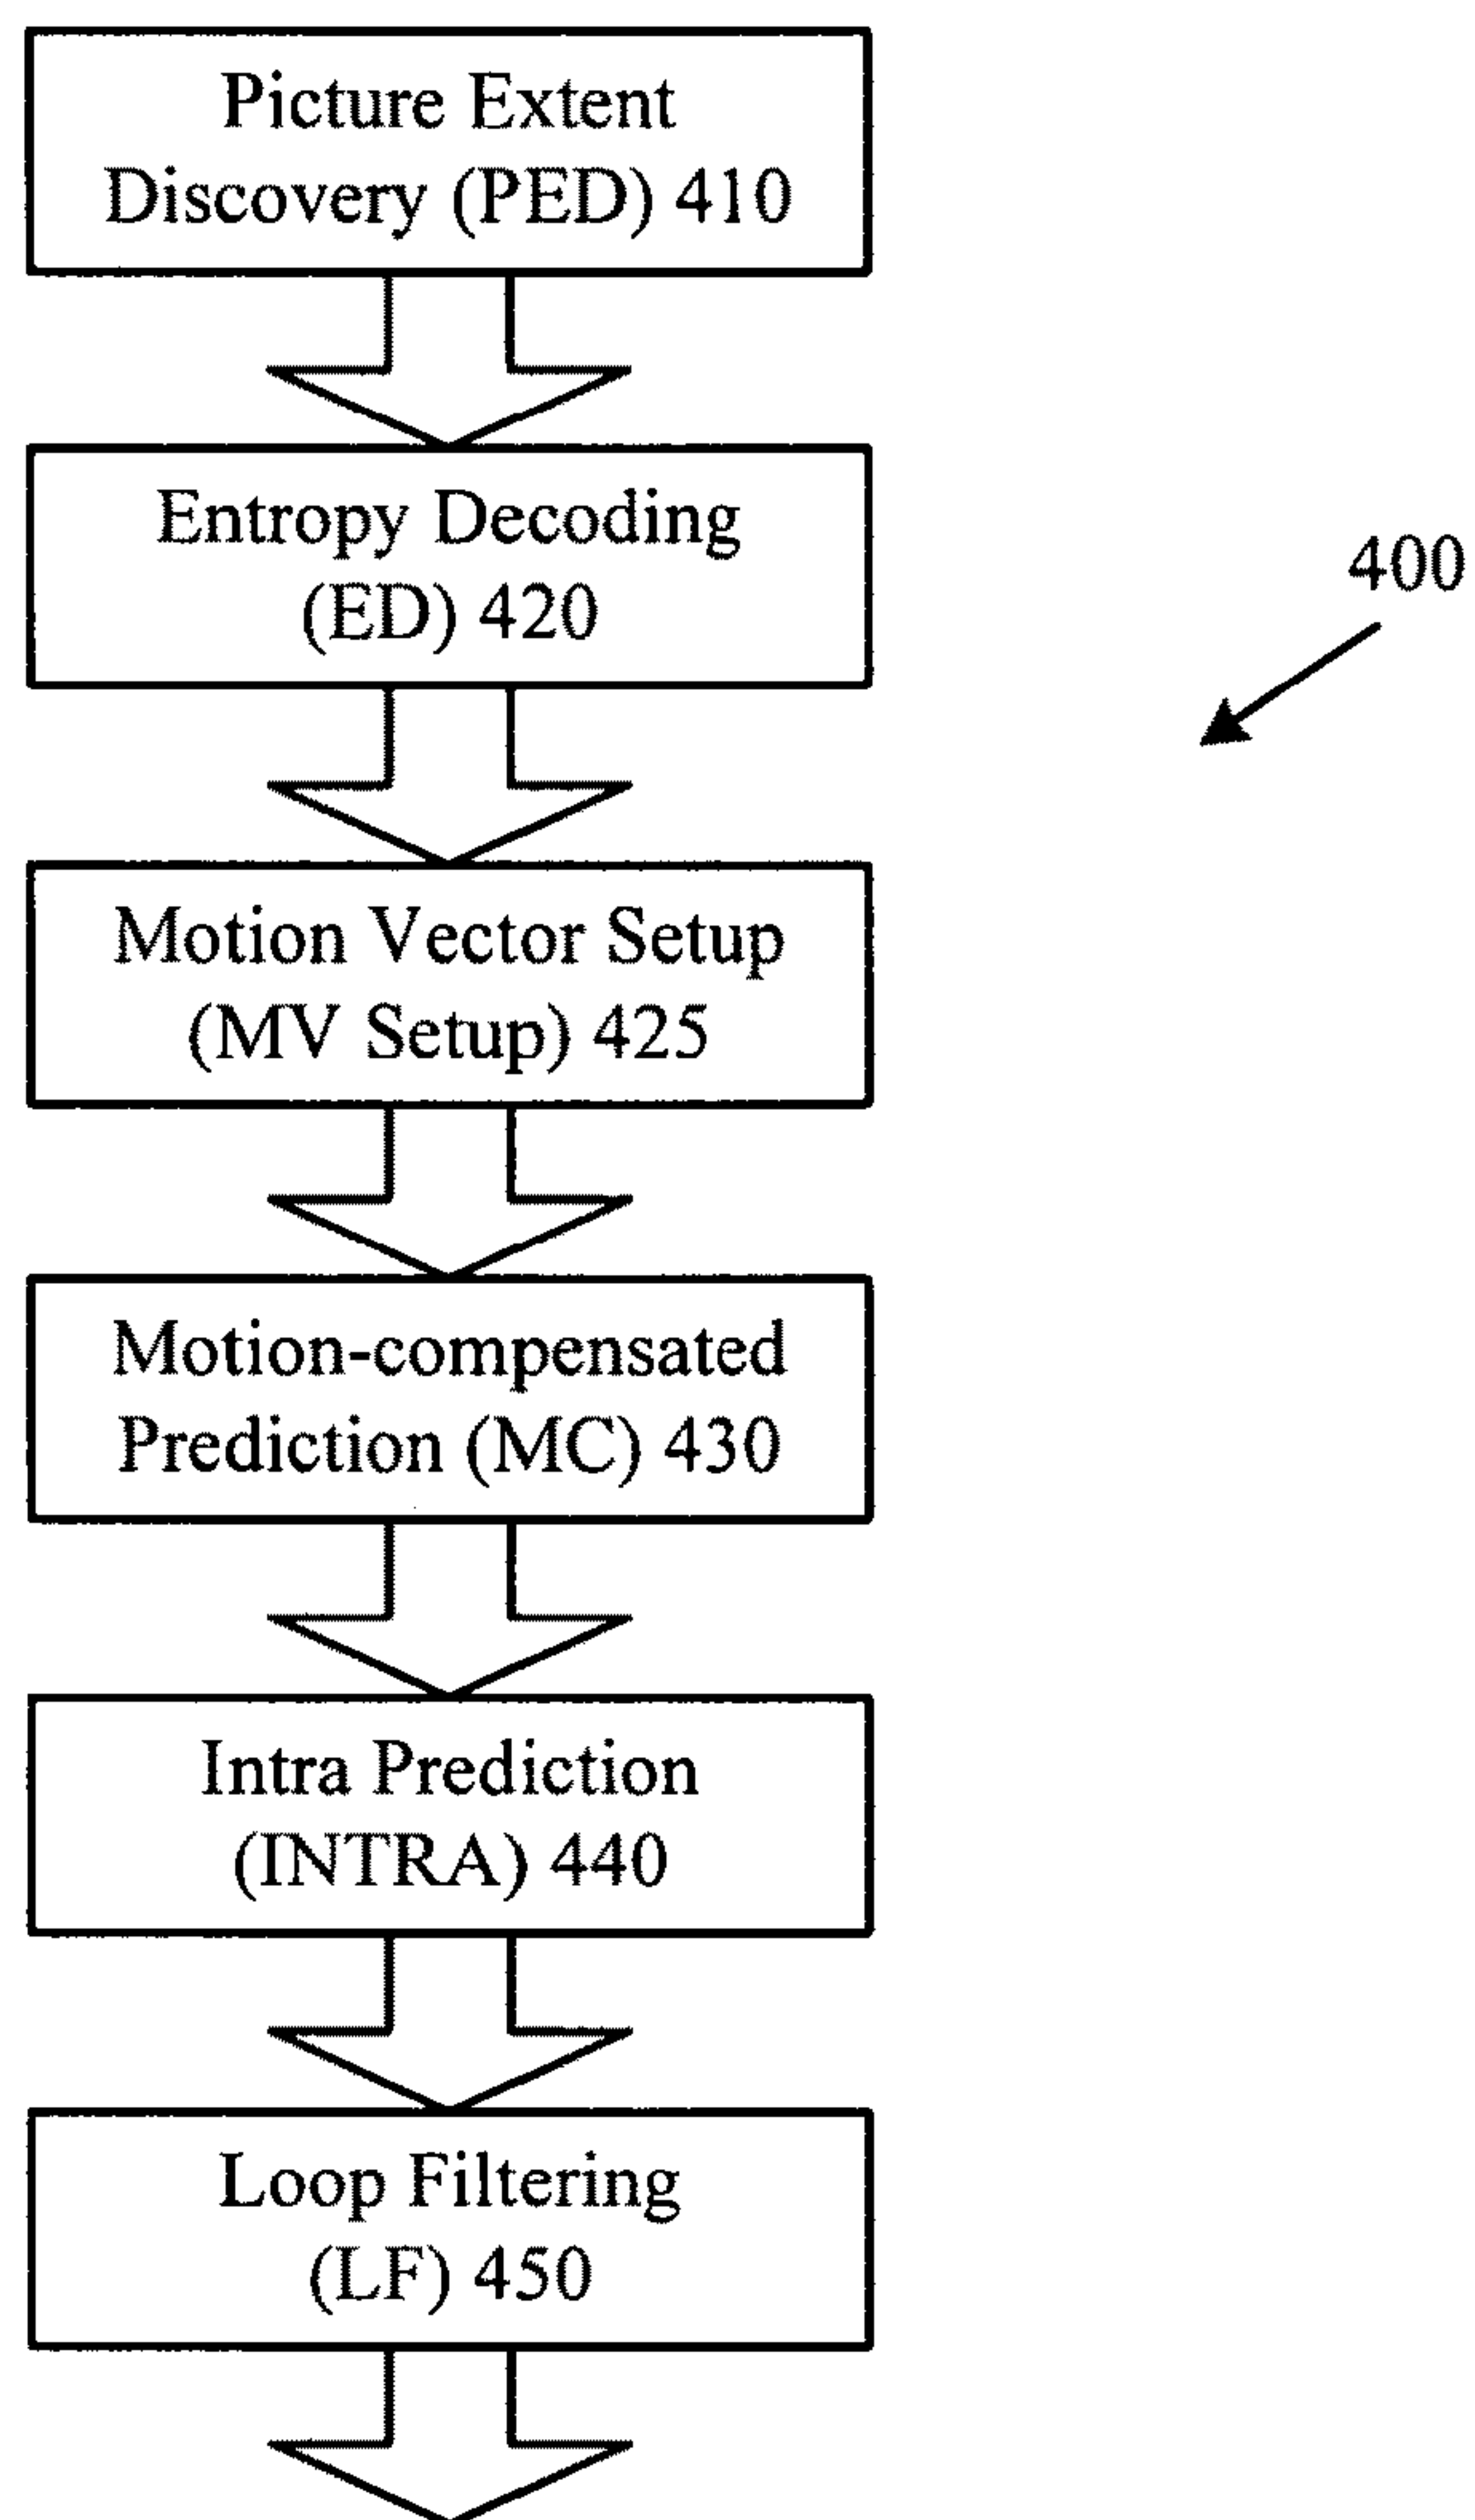 Picture Extent
Discovery (PED) 410
Entropy Decoding
(ED) 420
400
Motion Vector Setup
(MV Setup) 425
Motion-compensated
Prediction (MC) 430
Intra Prediction
(INTRA) 440
Loop Filtering
(LF) 450